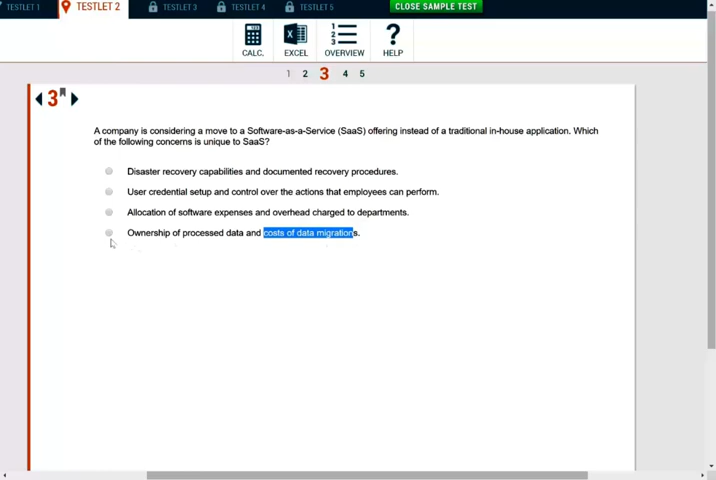 TESTLET 1
TESTLET 2
TESTLET 3
TESTLET 4
TESTLET 5
CLOSE SAMPLE TEST
CALC.
EXCEL
OVERVIEW
HELP
1 2 3 4 5
3
A company is considering a move to a Software-as-a-Service (SaaS) offering instead of a traditional in-house application. Which
of the following concerns is unique to SaaS?
Disaster recovery capabilities and documented recovery procedures.
User credential setup and control over the actions that employees can perform.
Allocation of software expenses and overhead charged to departments.
Ownership of processed data and costs of data migrations.